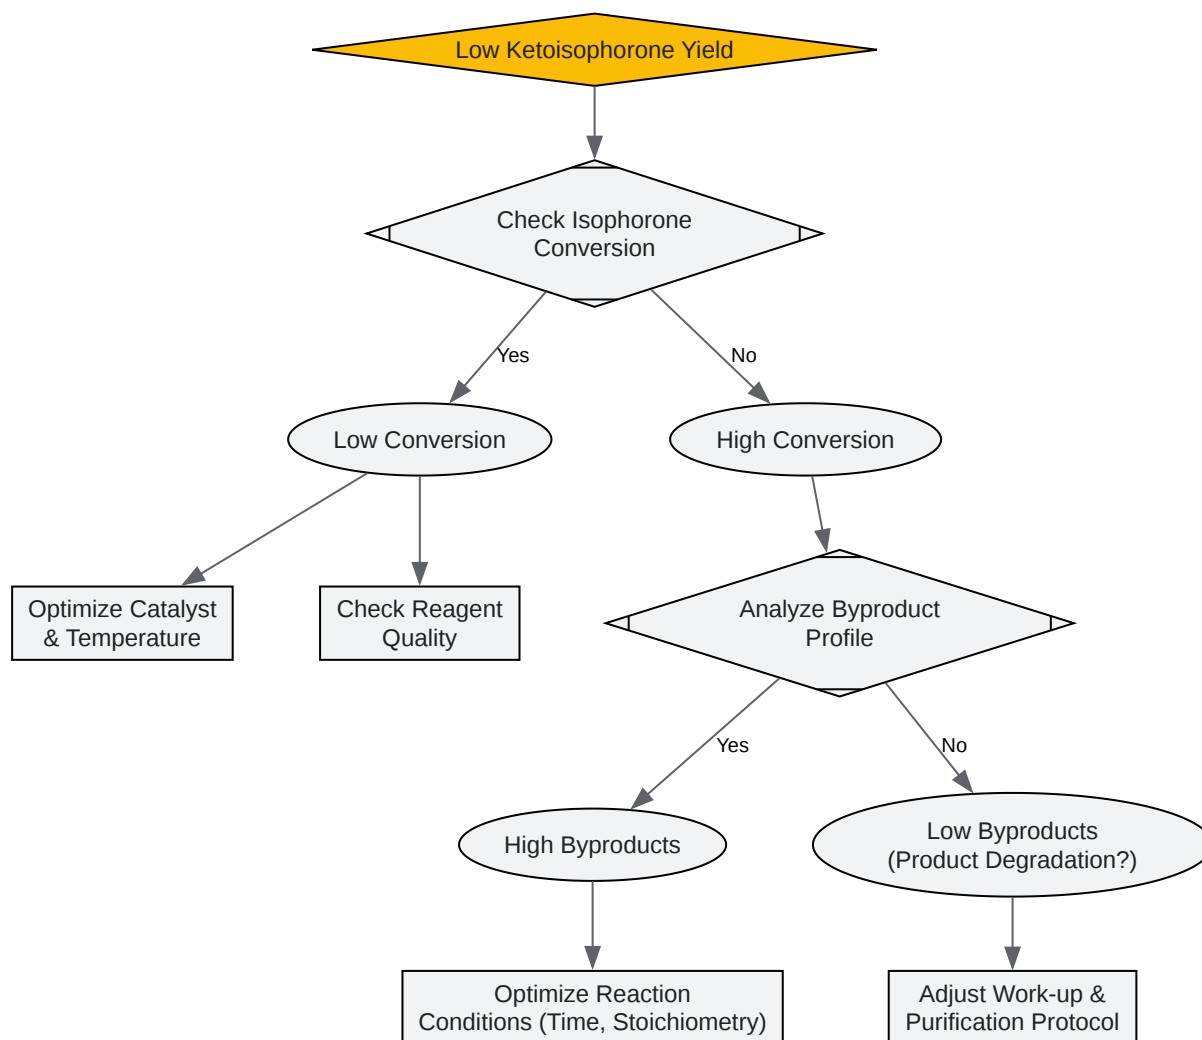 Low Ketoisophorone Yield
Check Isophorone
Conversion
Yes
No
Low Conversion
High Conversion
Optimize Catalyst
& Temperature
Check Reagent
Quality
Analyze Byproduct
Profile
Yes
No
High Byproducts
Low Byproducts
(Product Degradation?)
Optimize Reaction
Conditions (Time, Stoichiometry)
Adjust Work-up &
Purification Protocol